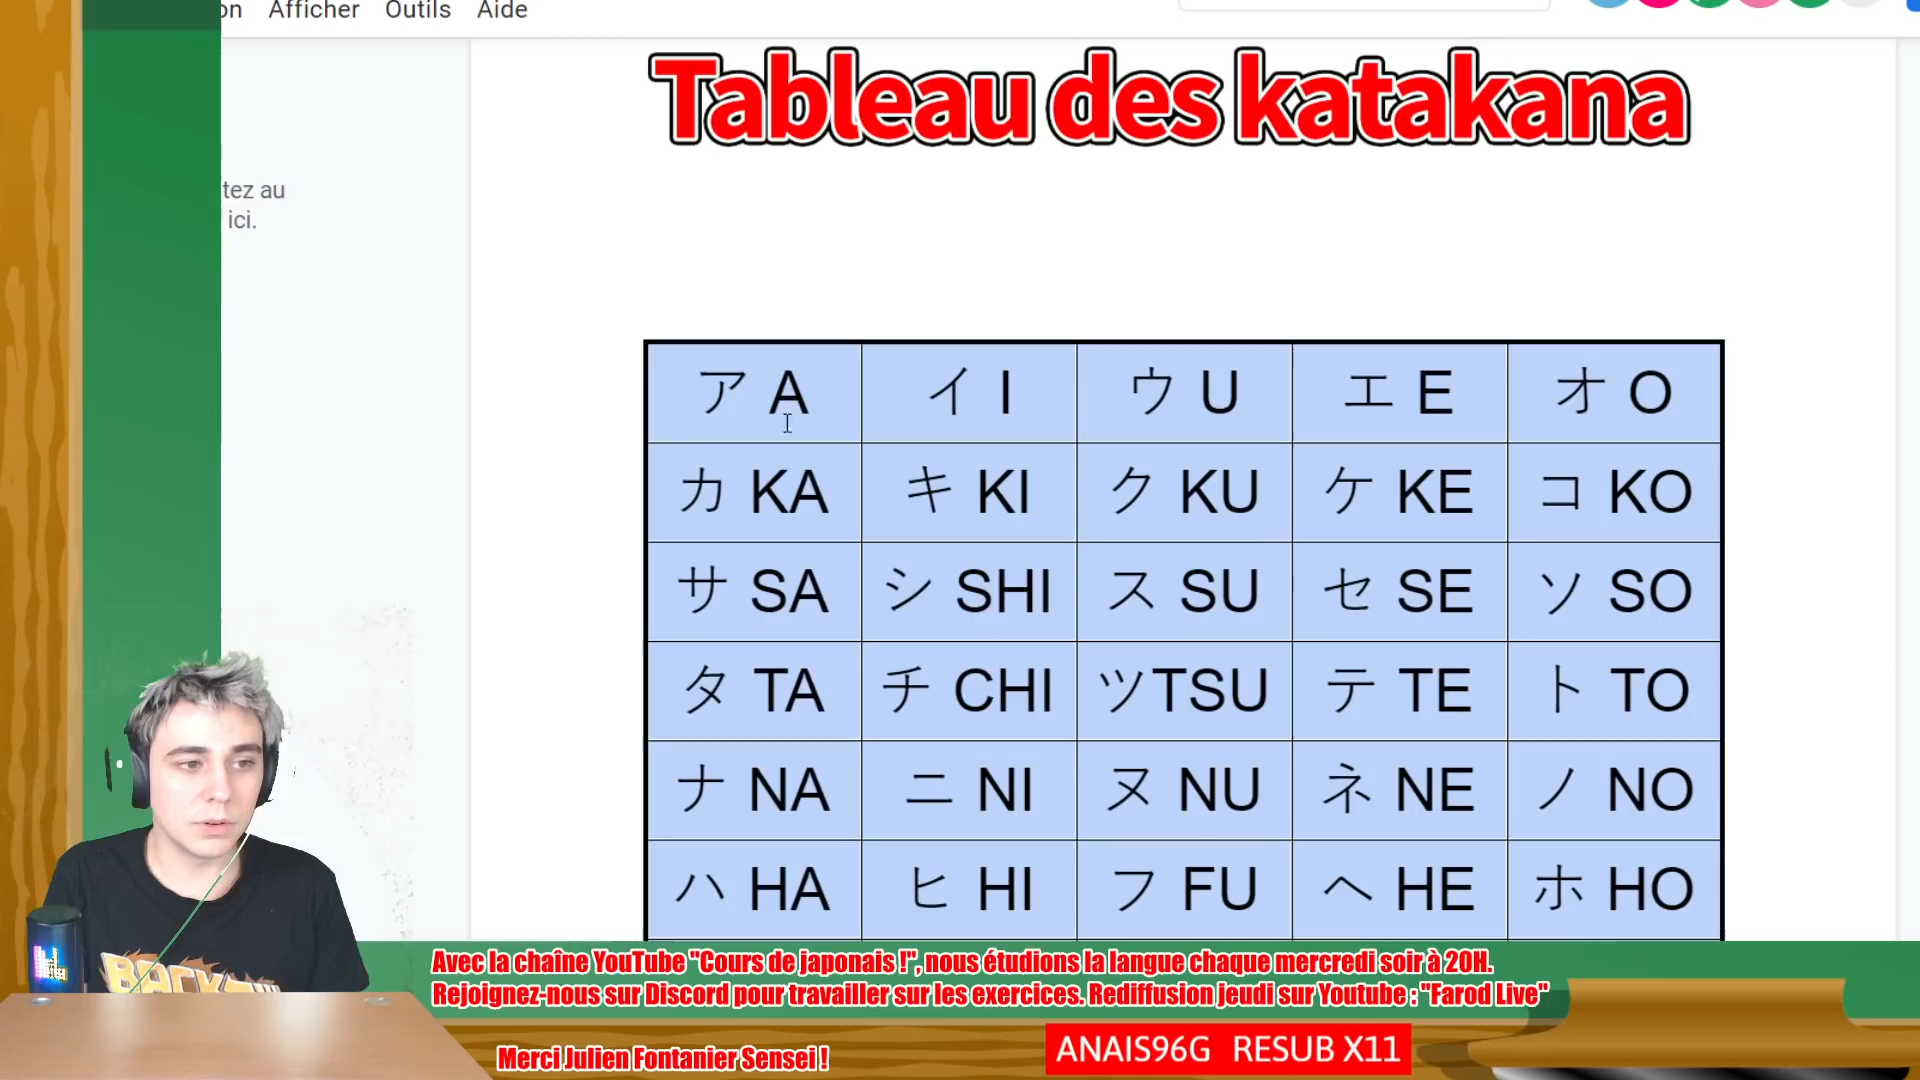 on Afficher Outils Aide
Tableau des katakana
tez au
ici.
ア A イ I ウ U エ E オ O
カ KA キ KI ク KU ケ KE コ KO
サ SA シ SHI ス SU セ SE ソ SO
タ TA チ CHI ツTSU テ TE ト TO
ナ NA ニ NI ヌ NU ネ NE ノ NO
ハ HA ヒ HI フ FU ヘ HE ホ HO
BACK
Avec la chaîne YouTube "Cours de japonais !", nous étudions la langue chaque mercredi soir à 20H.
Rejoignez-nous sur Discord pour travailler sur les exercices. Rediffusion jeudi sur Youtube : "Farod Live"
Merci Julien Fontanier Sensei !
ANAIS96G RESUB X11